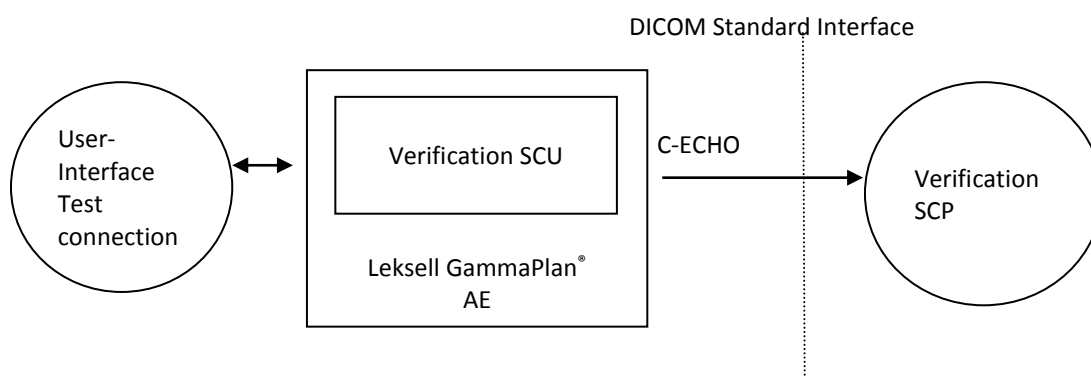 DICOM Standard Interface
User-
Interface
Test
connection
Verification SCU
Leksell GammaPlan®
AE
C-ECHO
Verification
SCP